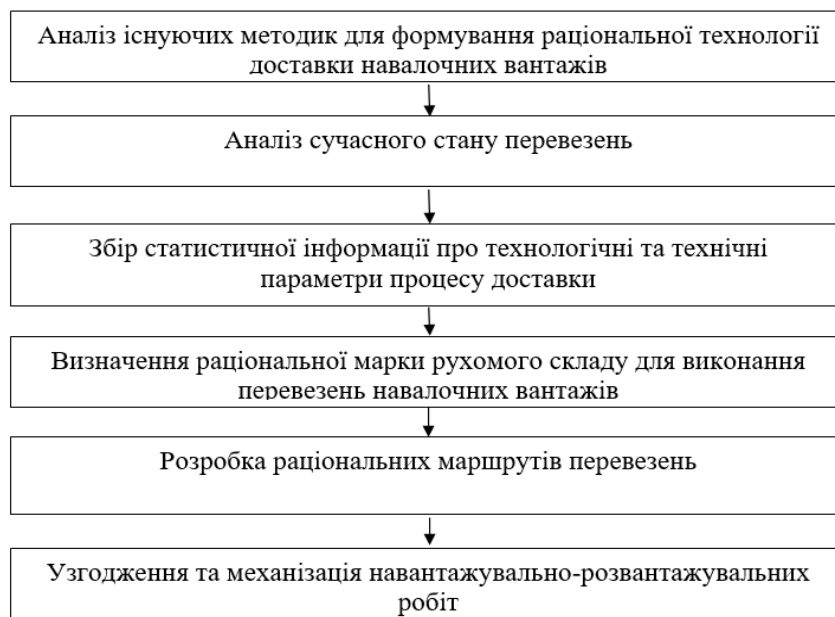 Аналіз існуючих методик для формування раціональної технології
доставки навалочних вантажів
Аналіз сучасного стану перевезень
Збір статистичної інформації про технологічні та технічні
параметри процесу доставки
Визначення раціональної марки рухомого складу для виконання
перевезень навалочних вантажів
Розробка раціональних маршрутів перевезень
Узгодження та механізація навантажувально-розвантажувальних
робіт